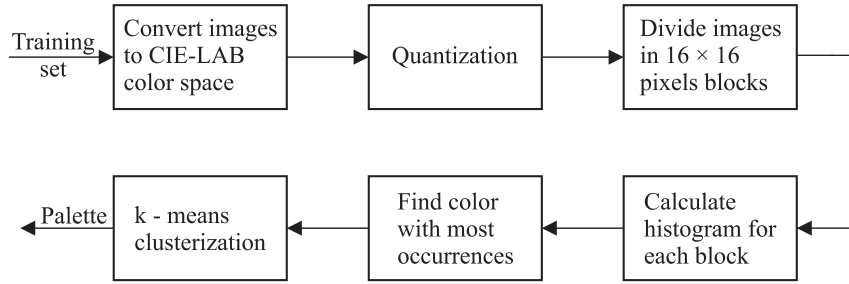 Training
set
Convert images
to CIE-LAB
color space
Quantization
Divide images
in 16 × 16
pixels blocks
Palette
k - means
clusterization
Find color
with most
occurrences
Calculate
histogram for
each block